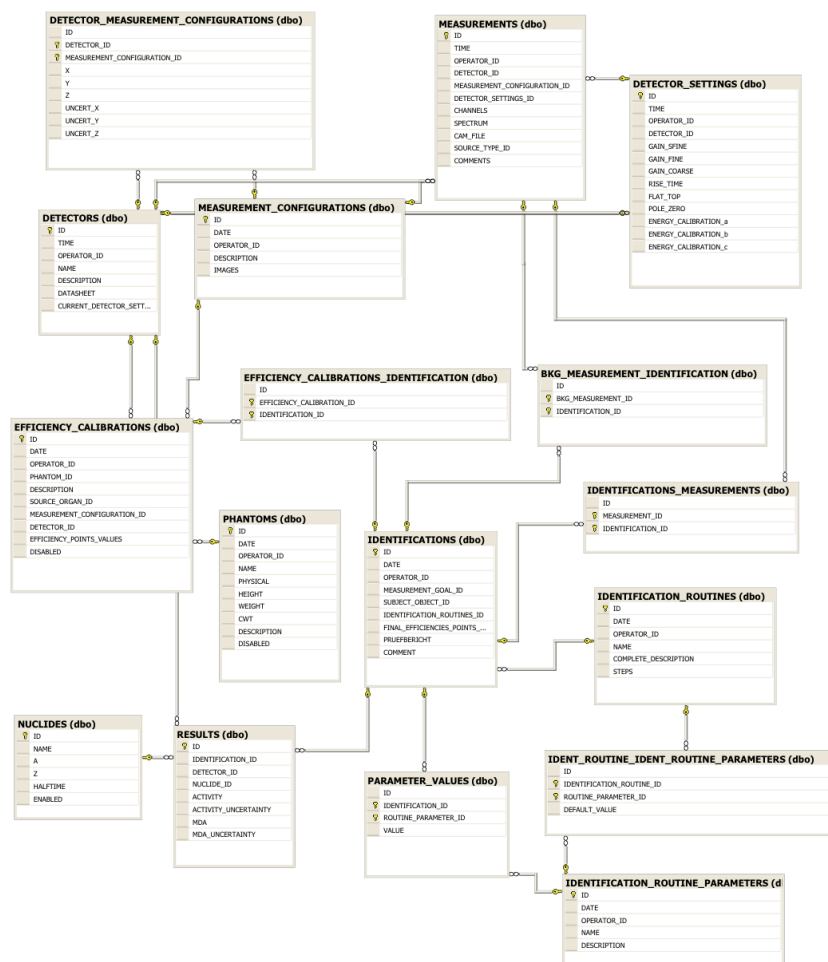 DETECTOR_MEASUREMENT_CONFIGURATIONS (dbo)
ID
DETECTOR_ID
MEASUREMENT_CONFIGURATION_ID
X
Y
Z
UNCERT_X
UNCERT_Y
UNCERT_Z
MEASUREMENTS (dbo)
ID
TIME
OPERATOR_ID
DETECTOR_ID
MEASUREMENT_CONFIGURATION_ID
DETECTOR_SETTINGS_ID
CHANNELS
SPECTRUM
CAM_FILE
SOURCE_TYPE_ID
COMMENTS
DETECTOR_SETTINGS (dbo)
ID
TIME
OPERATOR_ID
DETECTOR_ID
GAIN_SFINE
GAIN_FINE
GAIN_COARSE
RISE_TIME
FLAT_TOP
POLE_ZERO
ENERGY_CALIBRATION_a
ENERGY_CALIBRATION_b
ENERGY_CALIBRATION_c
DETECTORS (dbo)
ID
TIME
OPERATOR_ID
NAME
DESCRIPTION
DATASHEET
CURRENT_DETECTOR_SETT...
MEASUREMENT_CONFIGURATIONS (dbo)
ID
DATE
OPERATOR_ID
DESCRIPTION
IMAGES
EFFICIENCY_CALIBRATIONS_IDENTIFICATION (dbo)
ID
EFFICIENCY_CALIBRATION_ID
IDENTIFICATION_ID
BKG_MEASUREMENT_IDENTIFICATION (dbo)
ID
BKG_MEASUREMENT_ID
IDENTIFICATION_ID
EFFICIENCY_CALIBRATIONS (dbo)
ID
DATE
OPERATOR_ID
PHANTOM_ID
DESCRIPTION
SOURCE_ORGAN_ID
MEASUREMENT_CONFIGURATION_ID
DETECTOR_ID
EFFICIENCY_POINTS_VALUES
DISABLED
IDENTIFICATIONS_MEASUREMENTS (dbo)
ID
MEASUREMENT_ID
IDENTIFICATION_ID
PHANTOMS (dbo)
ID
DATE
OPERATOR_ID
NAME
PHYSICAL
HEIGHT
WEIGHT
CWT
DESCRIPTION
DISABLED
IDENTIFICATIONS (dbo)
ID
DATE
OPERATOR_ID
MEASUREMENT_GOAL_ID
SUBJECT_OBJECT_ID
IDENTIFICATION_ROUTINES_ID
FINAL_EFFICIENCIES_POINTS_...
PRUEFBERICHT
COMMENT
IDENTIFICATION_ROUTINES (dbo)
ID
DATE
OPERATOR_ID
NAME
COMPLETE_DESCRIPTION
STEPS
NUCLIDES (dbo)
ID
NAME
A
Z
HALFTIME
ENABLED
RESULTS (dbo)
ID
IDENTIFICATION_ID
DETECTOR_ID
NUCLIDE_ID
ACTIVITY
ACTIVITY_UNCERTAINTY
MDA
MDA_UNCERTAINTY
PARAMETER_VALUES (dbo)
ID
IDENTIFICATION_ID
ROUTINE_PARAMETER_ID
VALUE
IDENT_ROUTINE_IDENT_ROUTINE_PARAMETERS (dbo)
ID
IDENTIFICATION_ROUTINE_ID
ROUTINE_PARAMETER_ID
DEFAULT_VALUE
IDENTIFICATION_ROUTINE_PARAMETERS (d
ID
DATE
OPERATOR_ID
NAME
DESCRIPTION